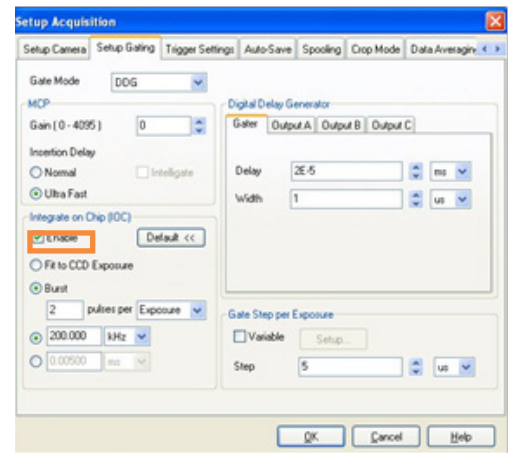 Setup Acquisition
Setup Camera Setup Gating Trigger Settings Auto-Save Spooling Crop Mode Data Averaging
Gate Mode DDG
MCP
Gain ( 0 - 4095 ) 0
Insertion Delay
Normal Intelligate
Ultra Fast
Digital Delay Generator
Gater Output A Output B Output C
Delay 2E-5 ms
Width 1 us
Integrate on Chip (IOC)
Enable Default <<
Fit to CCD Exposure
Burst
2 pulses per Exposure
200.000 kHz
0.00500 ms
Gate Step per Exposure
Variable Setup...
Step 5 us
OK Cancel Help